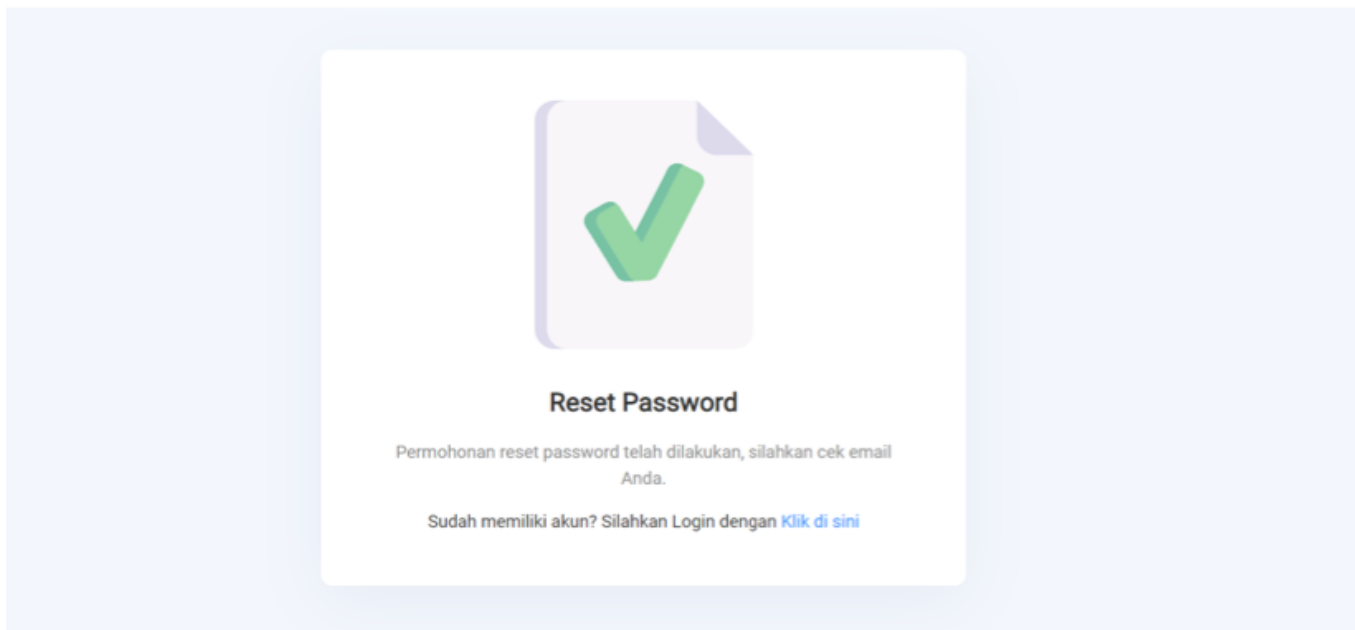 Reset Password
Permohonan reset password telah dilakukan, silahkan cek email
Anda.
Sudah memiliki akun? Silahkan Login dengan Klik di sini